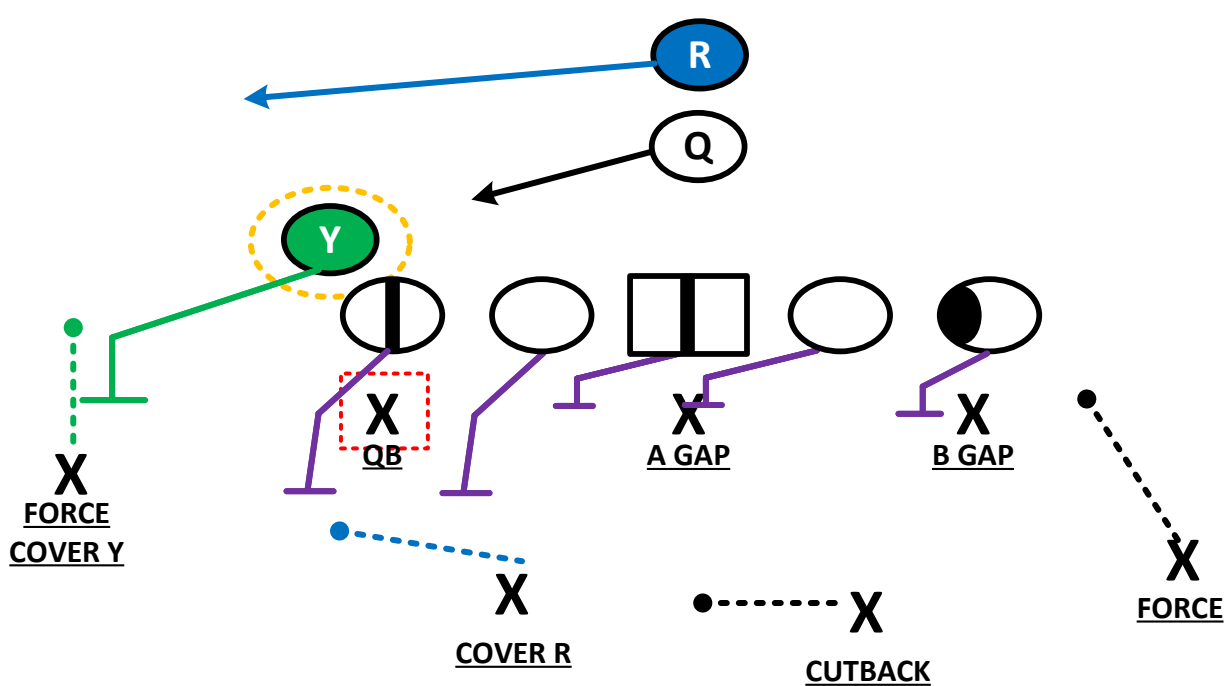 R
Q
Y
X
QB
X
A GAP
X
B GAP
X
FORCE
COVER Y
X
COVER R
X
CUTBACK
X
FORCE